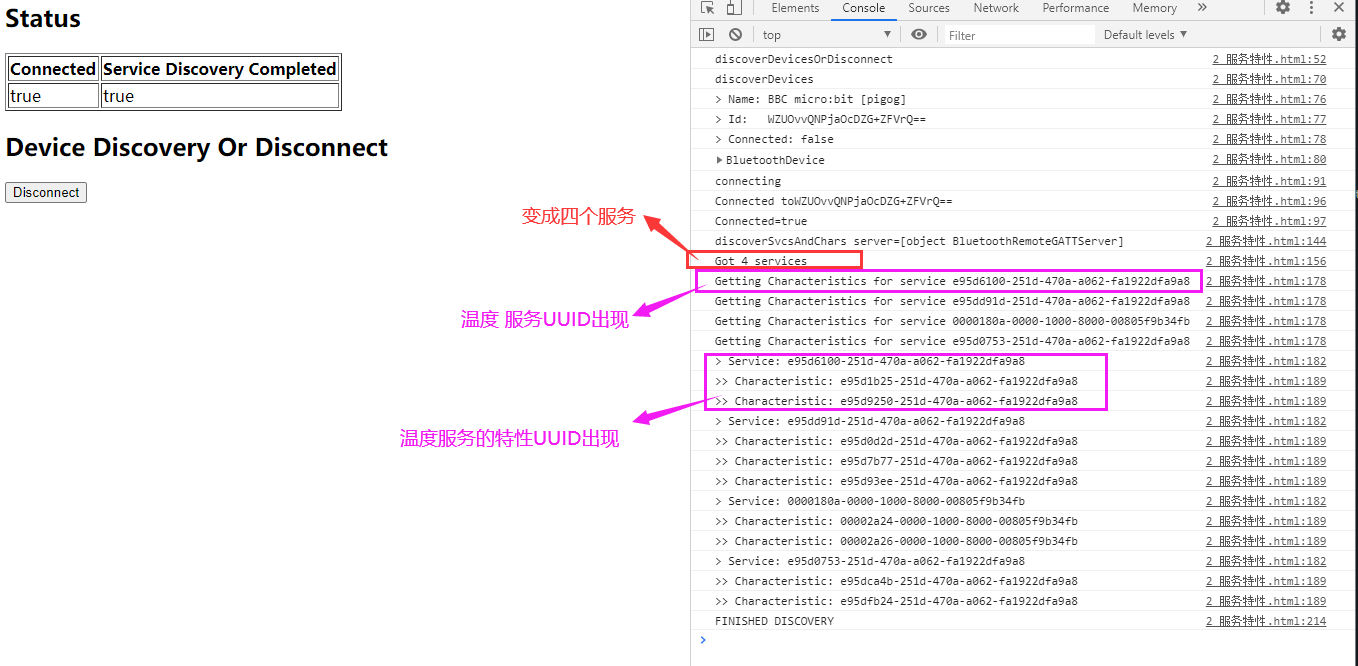 Status
Connected Service Discovery Completed
true true
Device Discovery Or Disconnect
Disconnect
变成四个服务
温度 服务UUID出现
温度服务的特性UUID出现
Elements Console Sources Network Performance Memory »
top Filter Default levels ▼
discoverDevicesOrDisconnect 2 服务特性.html:52
discoverDevices 2 服务特性.html:70
> Name: BBC micro:bit [pigog] 2 服务特性.html:76
> Id: WZUOvvQNPjaOcDZG+ZFVrQ== 2 服务特性.html:77
> Connected: false 2 服务特性.html:78
BluetoothDevice 2 服务特性.html:80
connecting 2 服务特性.html:91
Connected toWZUOvvQNPjaOcDZG+ZFVrQ== 2 服务特性.html:96
Connected=true 2 服务特性.html:97
discoverSvcsAndChars server=[object BluetoothRemoteGATTServer] 2 服务特性.html:144
Got 4 services 2 服务特性.html:156
Getting Characteristics for service e95d6100-251d-470a-a062-fa1922dfa9a8 2 服务特性.html:178
Getting Characteristics for service e95dd91d-251d-470a-a062-fa1922dfa9a8 2 服务特性.html:178
Getting Characteristics for service 0000180a-0000-1000-8000-00805f9b34fb 2 服务特性.html:178
Getting Characteristics for service e95d0753-251d-470a-a062-fa1922dfa9a8 2 服务特性.html:178
> Service: e95d6100-251d-470a-a062-fa1922dfa9a8 2 服务特性.html:182
>> Characteristic: e95d1b25-251d-470a-a062-fa1922dfa9a8 2 服务特性.html:189
>> Characteristic: e95d9250-251d-470a-a062-fa1922dfa9a8 2 服务特性.html:189
> Service: e95dd91d-251d-470a-a062-fa1922dfa9a8 2 服务特性.html:182
>> Characteristic: e95d0d2d-251d-470a-a062-fa1922dfa9a8 2 服务特性.html:189
>> Characteristic: e95d7b77-251d-470a-a062-fa1922dfa9a8 2 服务特性.html:189
>> Characteristic: e95d93ee-251d-470a-a062-fa1922dfa9a8 2 服务特性.html:189
> Service: 0000180a-0000-1000-8000-00805f9b34fb 2 服务特性.html:182
>> Characteristic: 00002a24-0000-1000-8000-00805f9b34fb 2 服务特性.html:189
>> Characteristic: 00002a26-0000-1000-8000-00805f9b34fb 2 服务特性.html:189
> Service: e95d0753-251d-470a-a062-fa1922dfa9a8 2 服务特性.html:182
>> Characteristic: e95dca4b-251d-470a-a062-fa1922dfa9a8 2 服务特性.html:189
>> Characteristic: e95dfb24-251d-470a-a062-fa1922dfa9a8 2 服务特性.html:189
FINISHED DISCOVERY 2 服务特性.html:214